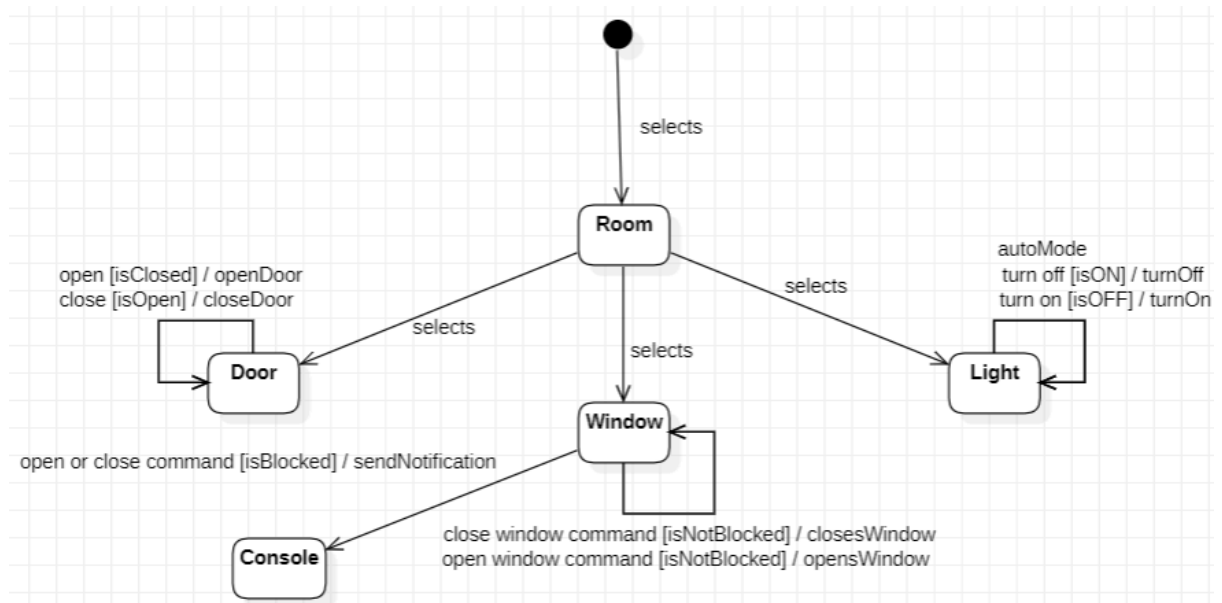 selects
Room
autoMode
turn off [isON] / turnOff
turn on [isOFF] / turnOn
open [isClosed] / openDoor
close [isOpen] / closeDoor
selects
selects
selects
Door
Light
Window
open or close command [isBlocked] / sendNotification
close window command [isNotBlocked] / closesWindow
open window command [isNotBlocked] / opensWindow
Console